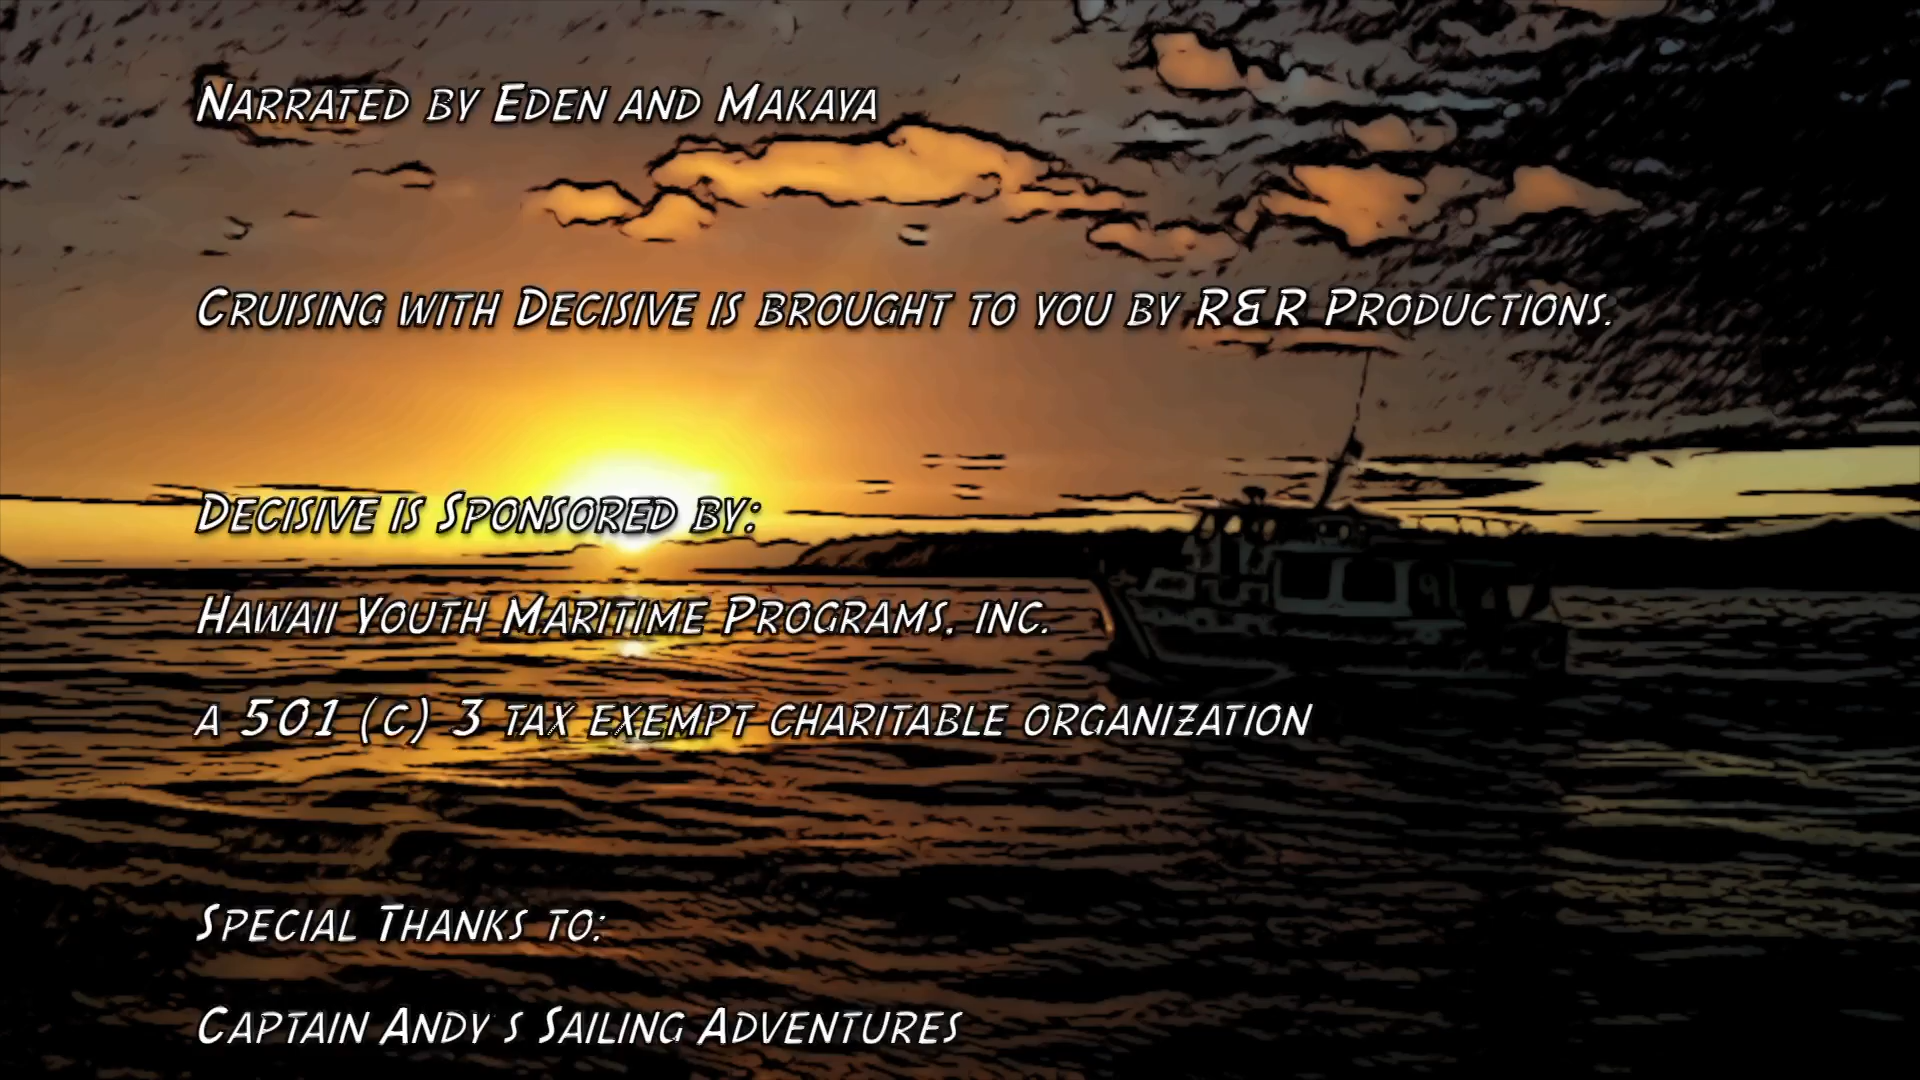 Narrated by Eden and Makaya
Cruising with Decisive is brought to you by R&R Productions.
Decisive is Sponsored by:
Hawaii Youth Maritime Programs, inc.
a 501 (c) 3 tax exempt charitable organization
Special Thanks to:
Captain Andy s Sailing Adventures